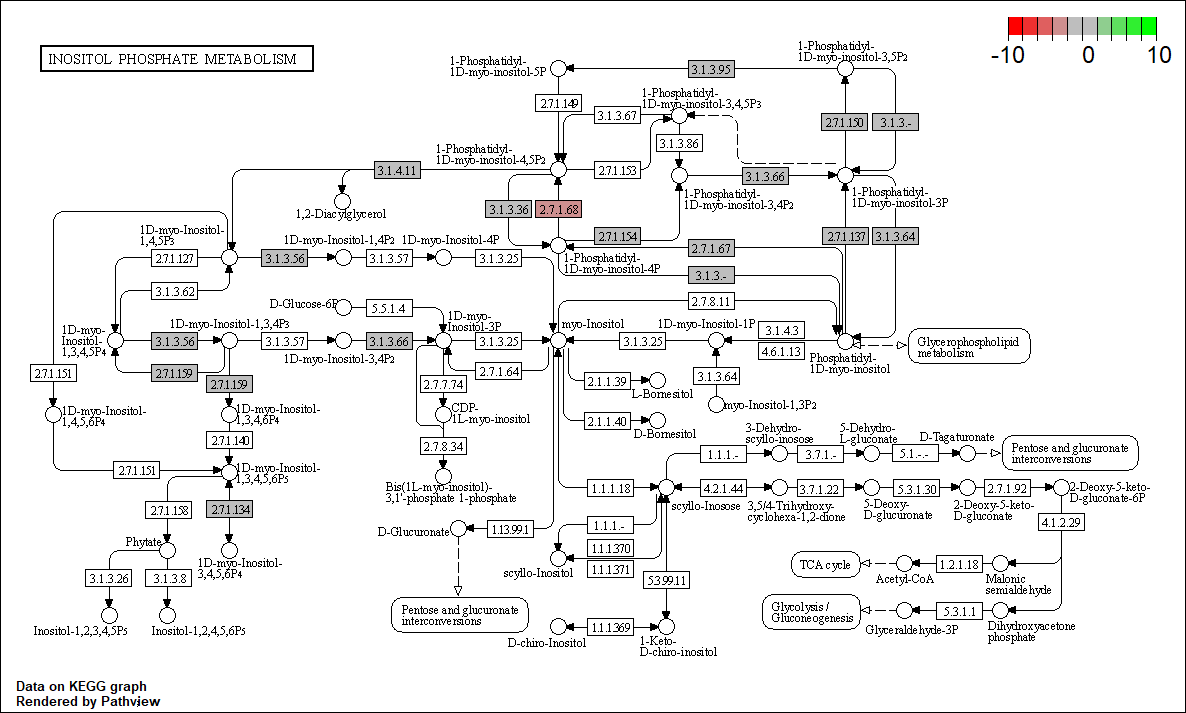 INOSITOL PHOSPHATE METABOLISM
-10
0
10
1-Phosphatidyl-
1D-myo-inositol-5P
3.1.3.95
1-Phosphatidyl-
1D-myo-inositol-3,5P2
2.7.1.149
3.1.3.67
1-Phosphatidyl-
1D-myo-inositol-3,4,5P3
2.7.1.150
3.1.3.-
3.1.3.86
1-Phosphatidyl-
1D-myo-inositol-4,5P2
3.1.4.11
2.7.1.153
3.1.3.66
1-Phosphatidyl-
1D-myo-inositol-3,4P2
1-Phosphatidyl-
1D-myo-inositol-3P
1,2-Diacylglycerol
3.1.3.36
2.7.1.68
2.7.1.154
2.7.1.67
2.7.1.137
3.1.3.64
1D-myo-Inositol-
1,4,5P3
2.7.1.127
3.1.3.56
1D-myo-Inositol-1,4P2
3.1.3.57
1D-myo-Inositol-4P
3.1.3.25
1-Phosphatidyl-
1D-myo-inositol-4P
3.1.3.-
3.1.3.62
D-Glucose-6P
5.5.1.4
2.7.8.11
1D-myo-
Inositol-
1,3,4,5P4
3.1.3.56
1D-myo-Inositol-1,3,4P3
3.1.3.57
1D-myo-Inositol-3,4P2
3.1.3.66
1D-myo-
Inositol-3P
3.1.3.25
myo-Inositol
3.1.3.25
1D-myo-Inositol-1P
3.1.4.3
4.6.1.13
Phosphatidyl-
1D-myo-inositol
Glycerophospholipid
metabolism
2.7.1.151
2.7.1.159
2.7.1.159
2.7.7.74
2.7.1.64
2.1.1.39
L-Bornesitol
3.1.3.64
myo-Inositol-1,3P2
1D-myo-Inositol-
1,4,5,6P4
1D-myo-Inositol-
1,3,4,6P4
CDP-
1L-myo-inositol
2.1.1.40
D-Bornesitol
2.7.1.140
2.7.8.34
2.7.1.151
1D-myo-Inositol-
1,3,4,5,6P5
Bis(1L-myo-inositol)-
3,1'-phosphate 1-phosphate
3-Dehydro-
scyllo-inosose
1.1.1.-
3.7.1.-
5-Dehydro-
L-gluconate
5.1.-.-
D-Tagaturonate
Pentose and glucuronate
interconversions
1.1.1.18
scyllo-Inosose
4.2.1.44
3,5/4-Trihydroxy-
cyclohexa-1,2-dione
3.7.1.22
5-Deoxy-
D-glucuronate
5.3.1.30
2-Deoxy-5-keto-
D-gluconate
2.7.1.92
2-Deoxy-5-keto-
D-gluconate-6P
4.1.2.29
2.7.1.158
2.7.1.134
D-Glucuronate
1.13.99.1
1.1.1.-
1.1.1.370
1.1.1.371
scyllo-Inositol
Phytate
1D-myo-Inositol-
3,4,5,6P4
3.1.3.26
3.1.3.8
5.3.99.11
TCA cycle
Acetyl-CoA
1.2.1.18
Malonic
semialdehyde
Inositol-1,2,3,4,5P5
Inositol-1,2,4,5,6P5
Pentose and glucuronate
interconversions
D-chiro-Inositol
1.1.1.369
1-Keto-
D-chiro-inositol
Glycolysis /
Gluconeogenesis
Glyceraldehyde-3P
5.3.1.1
Dihydroxyacetone
phosphate
Data on KEGG graph
Rendered by Pathview